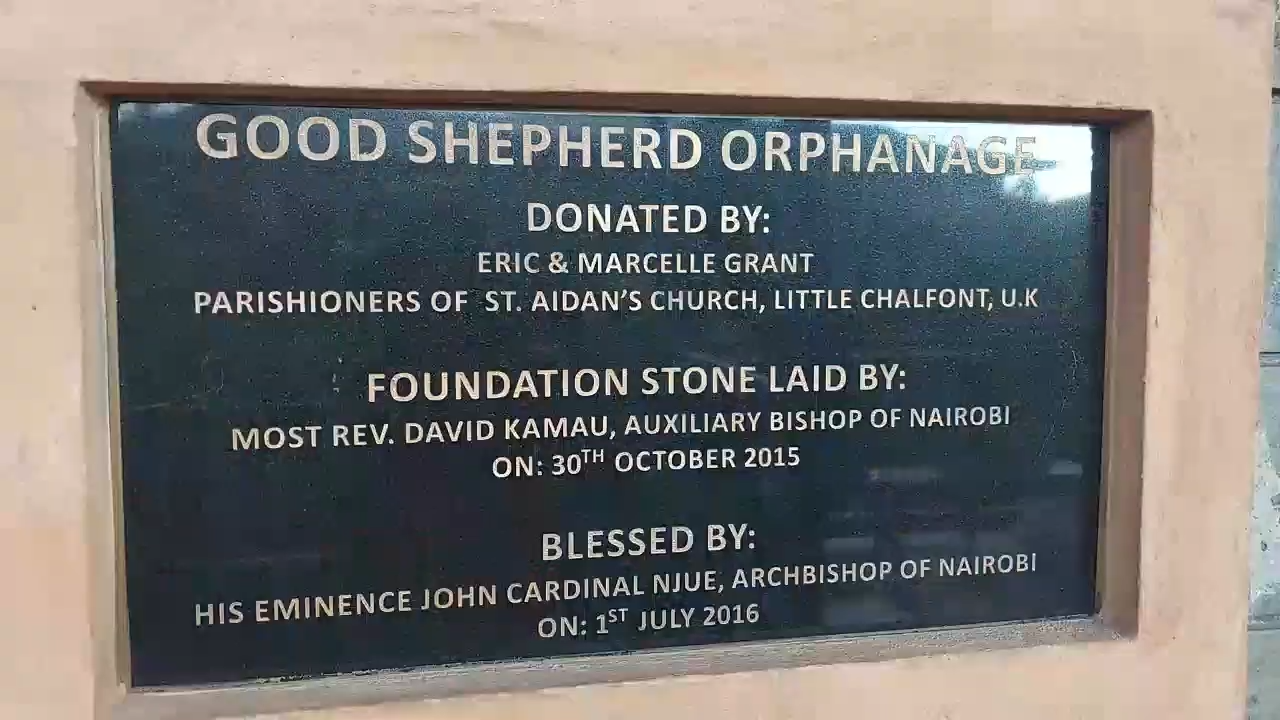 GOOD SHEPHERD ORPHANAGE
DONATED BY:
ERIC & MARCELLE GRANT
PARISHIONERS OF ST. AIDAN'S CHURCH, LITTLE CHALFONT, U.K
FOUNDATION STONE LAID BY:
MOST REV. DAVID KAMAU, AUXILIARY BISHOP OF NAIROBI
ON: 30TH OCTOBER 2015
BLESSED BY:
HIS EMINENCE JOHN CARDINAL NJUE, ARCHBISHOP OF NAIROBI
ON: 1ST JULY 2016